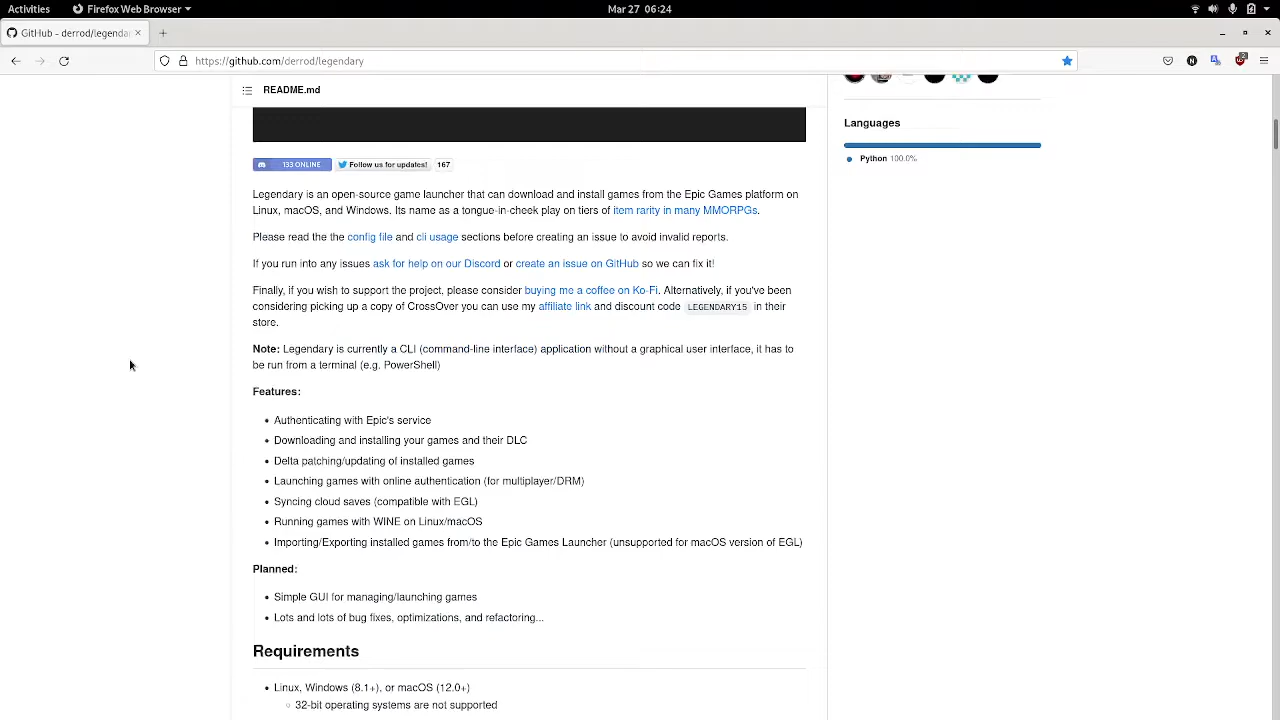 Activities Firefox Web Browser Mar 27 06:24
GitHub - derrod/legendar
https://github.com/derrod/legendary
README.md
133 ONLINE Follow us for updates! 167
Legendary is an open-source game launcher that can download and install games from the Epic Games platform on
Linux, macOS, and Windows. Its name as a tongue-in-cheek play on tiers of item rarity in many MMORPGs.
Please read the the config file and cli usage sections before creating an issue to avoid invalid reports.
If you run into any issues ask for help on our Discord or create an issue on GitHub so we can fix it!
Finally, if you wish to support the project, please consider buying me a coffee on Ko-Fi. Alternatively, if you've been
considering picking up a copy of CrossOver you can use my affiliate link and discount code LEGENDARY15 in their
store.
Note: Legendary is currently a CLI (command-line interface) application without a graphical user interface, it has to
be run from a terminal (e.g. PowerShell)
Features:
• Authenticating with Epic's service
• Downloading and installing your games and their DLC
• Delta patching/updating of installed games
• Launching games with online authentication (for multiplayer/DRM)
• Syncing cloud saves (compatible with EGL)
• Running games with WINE on Linux/macOS
• Importing/Exporting installed games from/to the Epic Games Launcher (unsupported for macOS version of EGL)
Planned:
• Simple GUI for managing/launching games
• Lots and lots of bug fixes, optimizations, and refactoring...
Requirements
• Linux, Windows (8.1+), or macOS (12.0+)
○ 32-bit operating systems are not supported
Languages
Python 100.0%